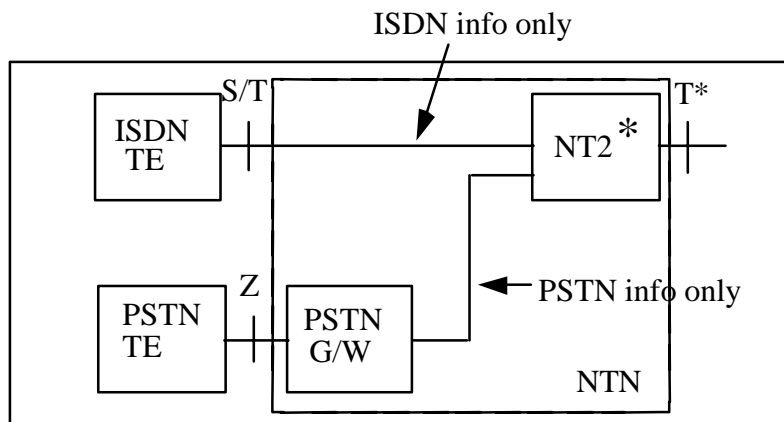 ISDN info only
S/T
T*
ISDN
TE
NT2 *
Z
PSTN info only
PSTN
TE
PSTN
G/W
NTN